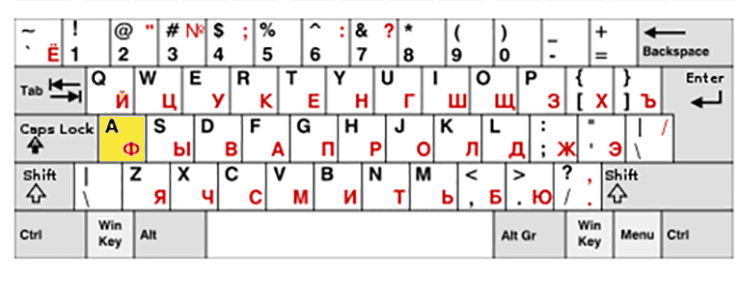 ~ ` Ё ! 1 @ " 2 # № 3 $ ; 4 % 5 ^ : 6 & ? 7 * 8 ( 9 ) 0 _ - + = Backspace
Tab Q Й W Ц E У R К T Е Y Н U Г I Ш O Щ P З { [ Х } ] Ъ Enter
Caps Lock A Ф S Ы D В F А G П H Р J О K Л L Д : ; Ж " ' Э | / \
Shift | \ Z Я X Ч C С V М B И N Т M Ь < , Б > . Ю ? , / . Shift
Ctrl Win Key Alt Alt Gr Win Key Menu Ctrl